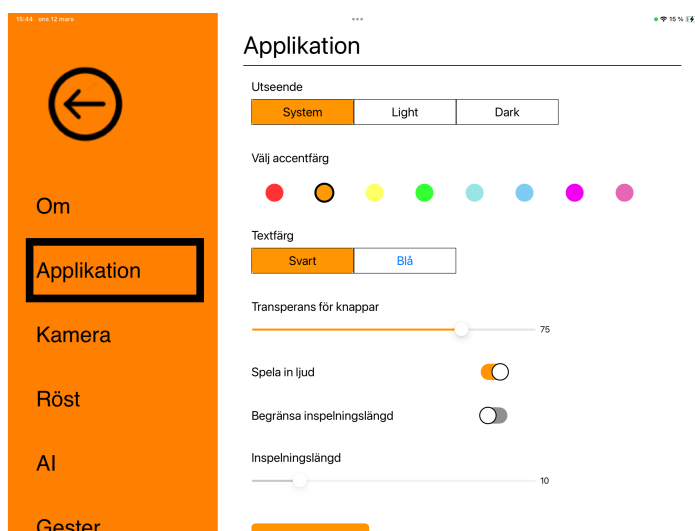 15:44 ons 12 mars
15 %
Applikation
Utseende
System Light Dark
Välj accentfärg
Om
Textfärg
Applikation
Svart Blå
Transperans för knappar
75
Kamera
Spela in ljud
Röst
Begränsa inspelningslängd
AI
Inspelningslängd
10
Gester